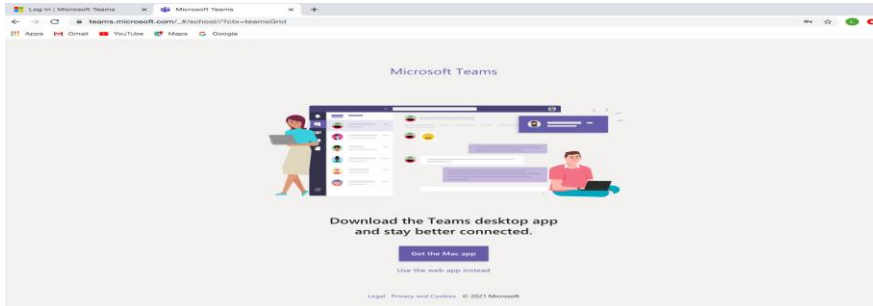 Log in | Microsoft Teams Microsoft Teams
teams.microsoft.com/_#/school//?ctx=teamsGrid
Apps Gmail YouTube Maps Google
Microsoft Teams
Download the Teams desktop app
and stay better connected.
Get the Mac app
Use the web app instead
Legal Privacy and Cookies © 2021 Microsoft